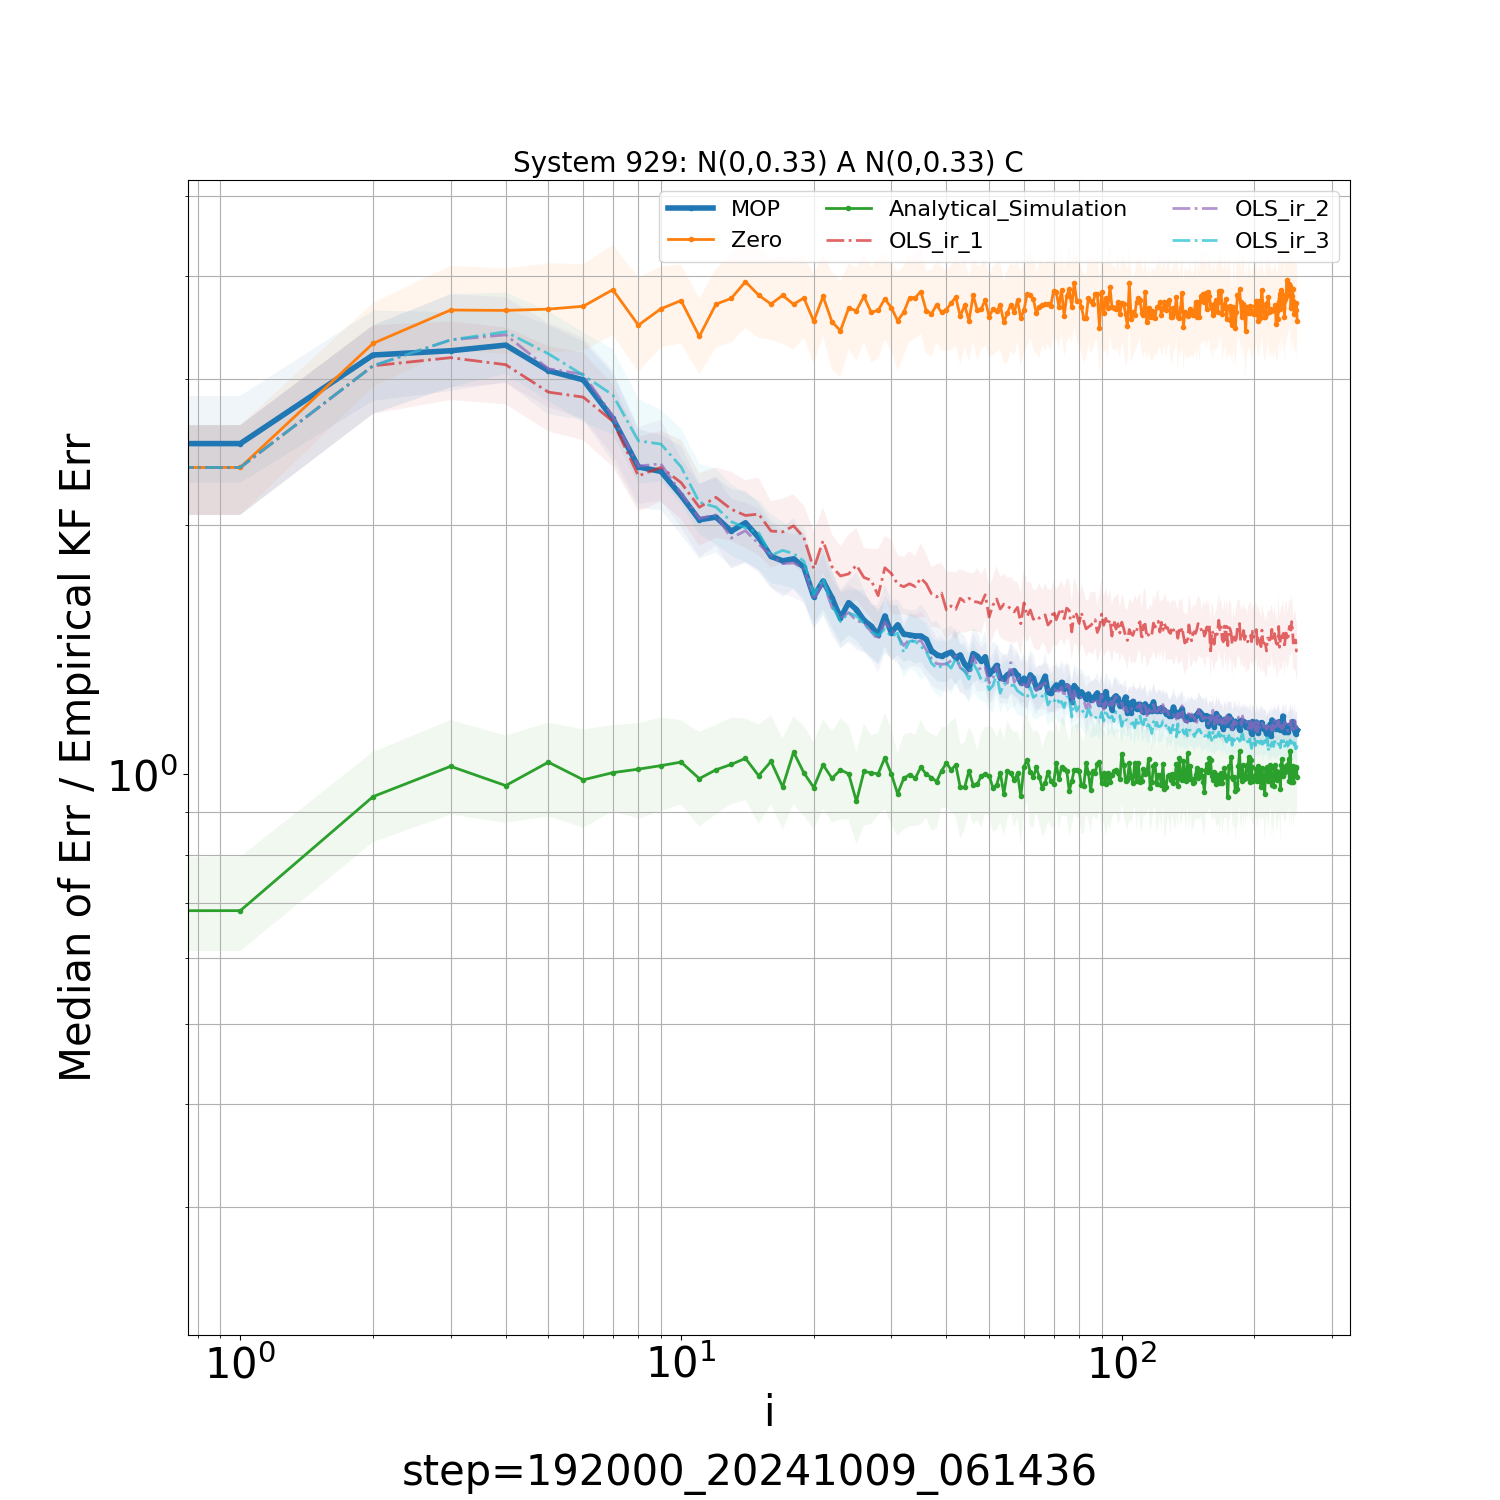 System 929: N(0,0.33) A N(0,0.33) C
MOP
Zero
Analytical_Simulation
OLS_ir_1
OLS_ir_2
OLS_ir_3
Median of Err / Empirical KF Err
10⁰
10⁰
10¹
10²
i
step=192000_20241009_061436